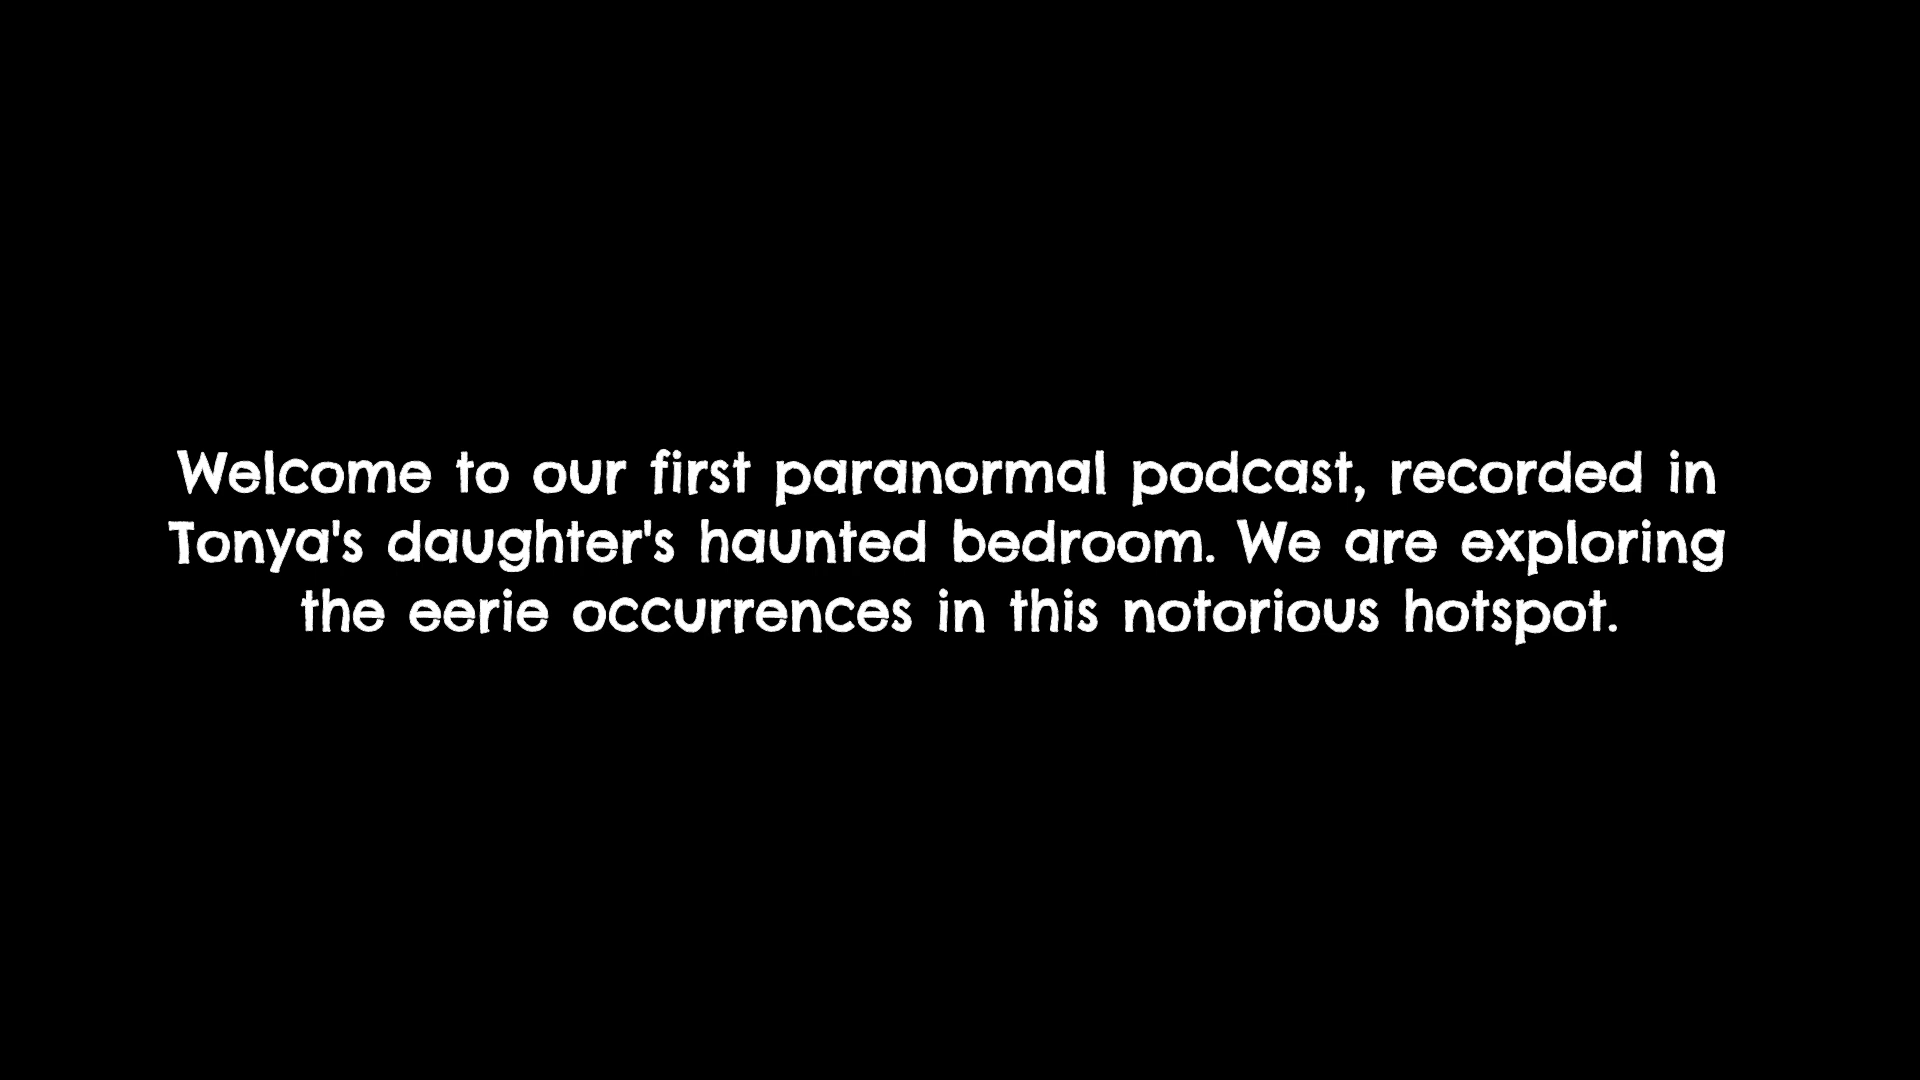 Welcome to our first paranormal podcast, recorded in
Tonya's daughter's haunted bedroom. We are exploring
the eerie occurrences in this notorious hotspot.